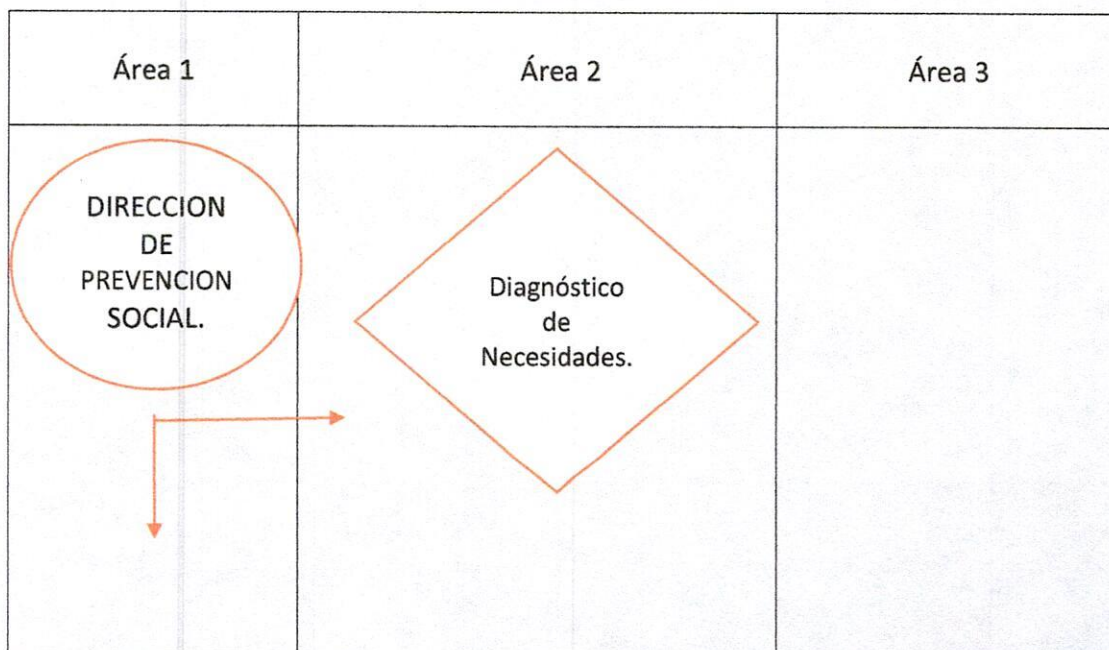 Área 1
Área 2
Área 3
DIRECCION
DE
PREVENCION
SOCIAL.
Diagnóstico
de
Necesidades.